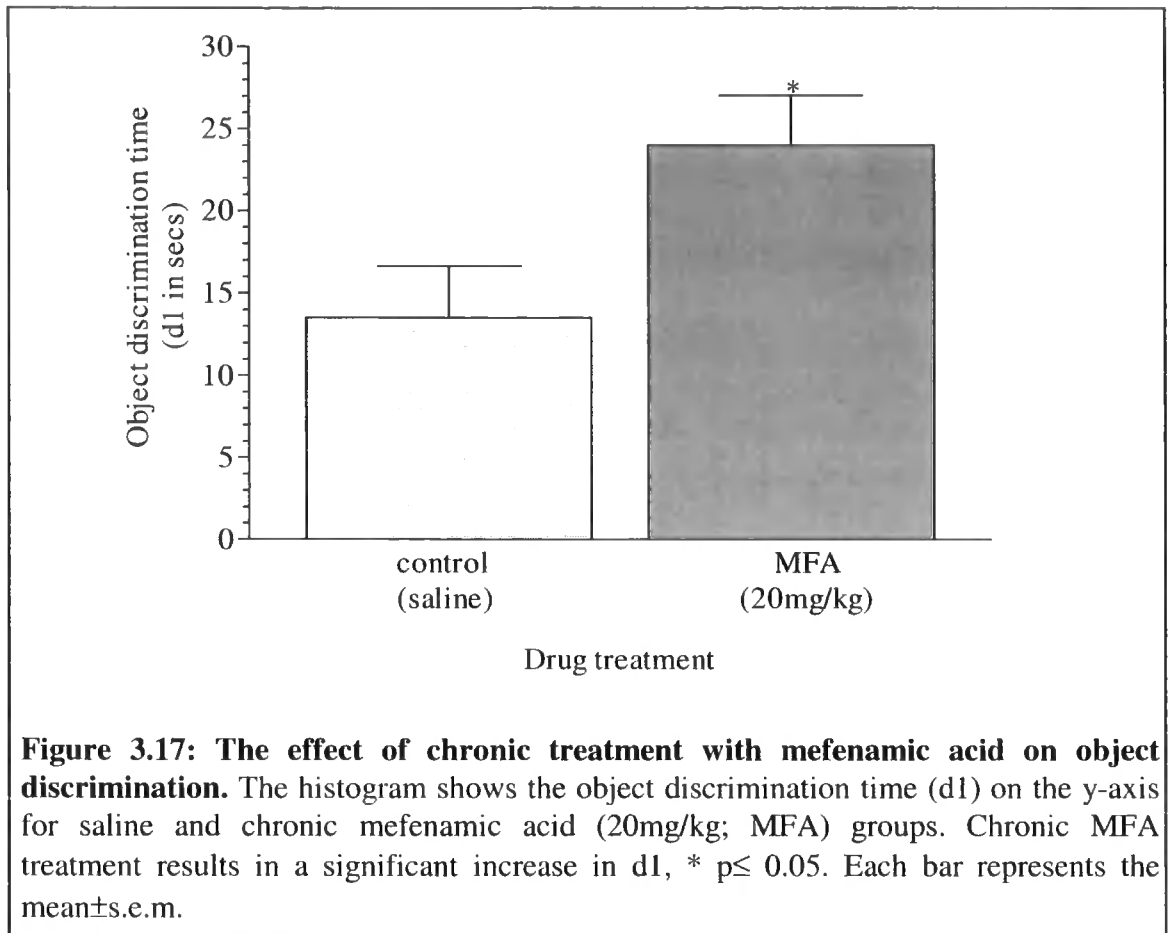 30
25
20
15
10
5
0
Object discrimination time
(d1 in secs)
*
control
(saline)
MFA
(20mg/kg)
Drug treatment
Figure 3.17: The effect of chronic treatment with mefenamic acid on object
discrimination. The histogram shows the object discrimination time (d1) on the y-axis
for saline and chronic mefenamic acid (20mg/kg; MFA) groups. Chronic MFA
treatment results in a significant increase in d1, * p≤ 0.05. Each bar represents the
mean±s.e.m.